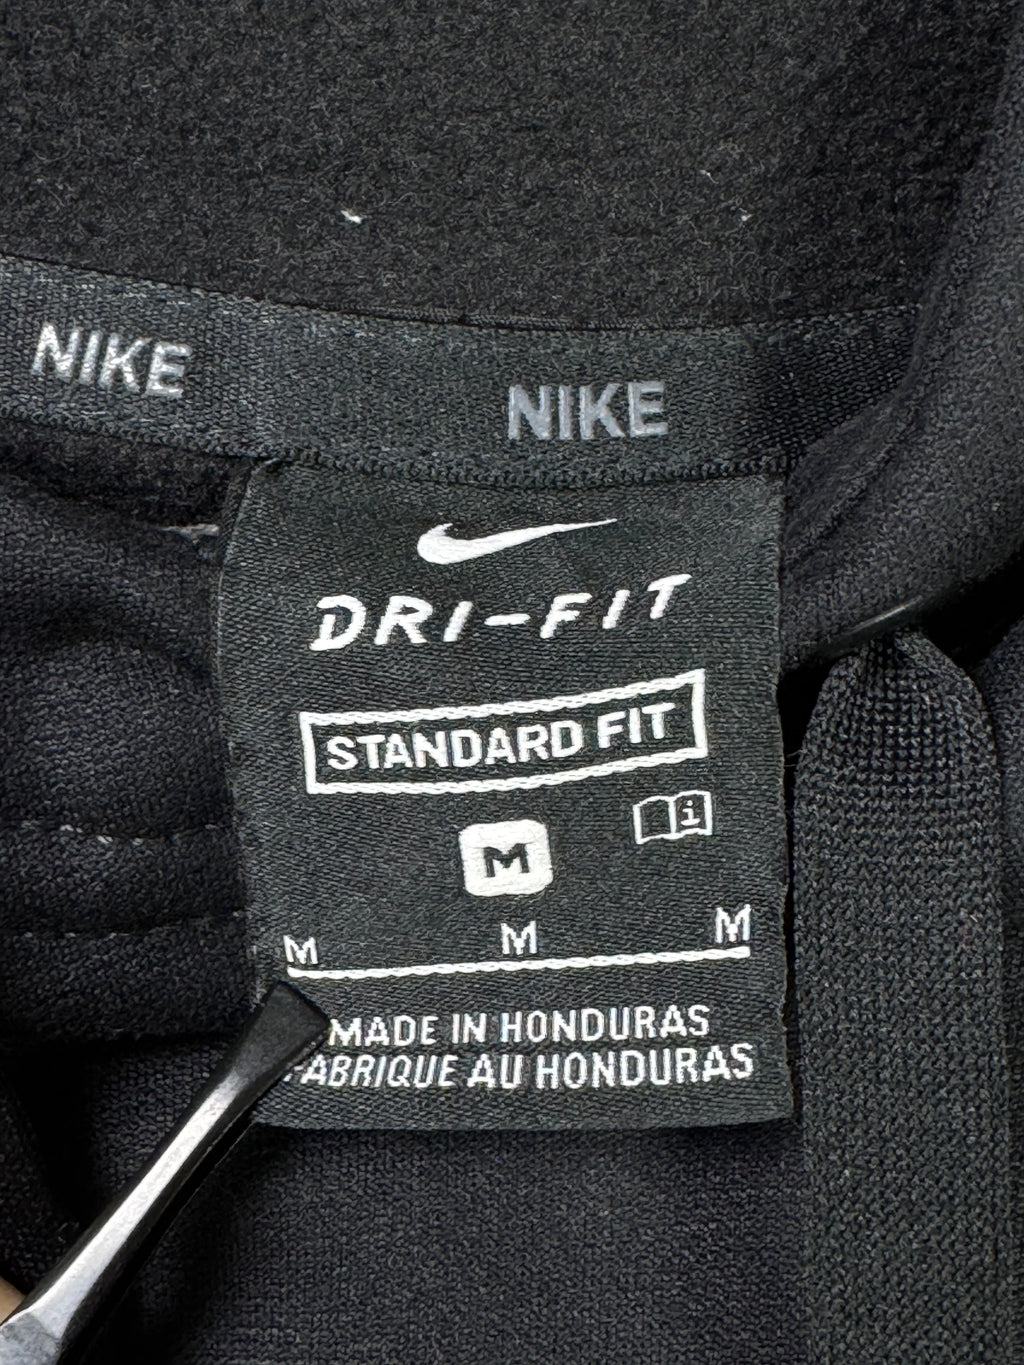 NIKE NIKE
DRI-FIT
STANDARD FIT
i
M
M M M
MADE IN HONDURAS
FABRIQUE AU HONDURAS